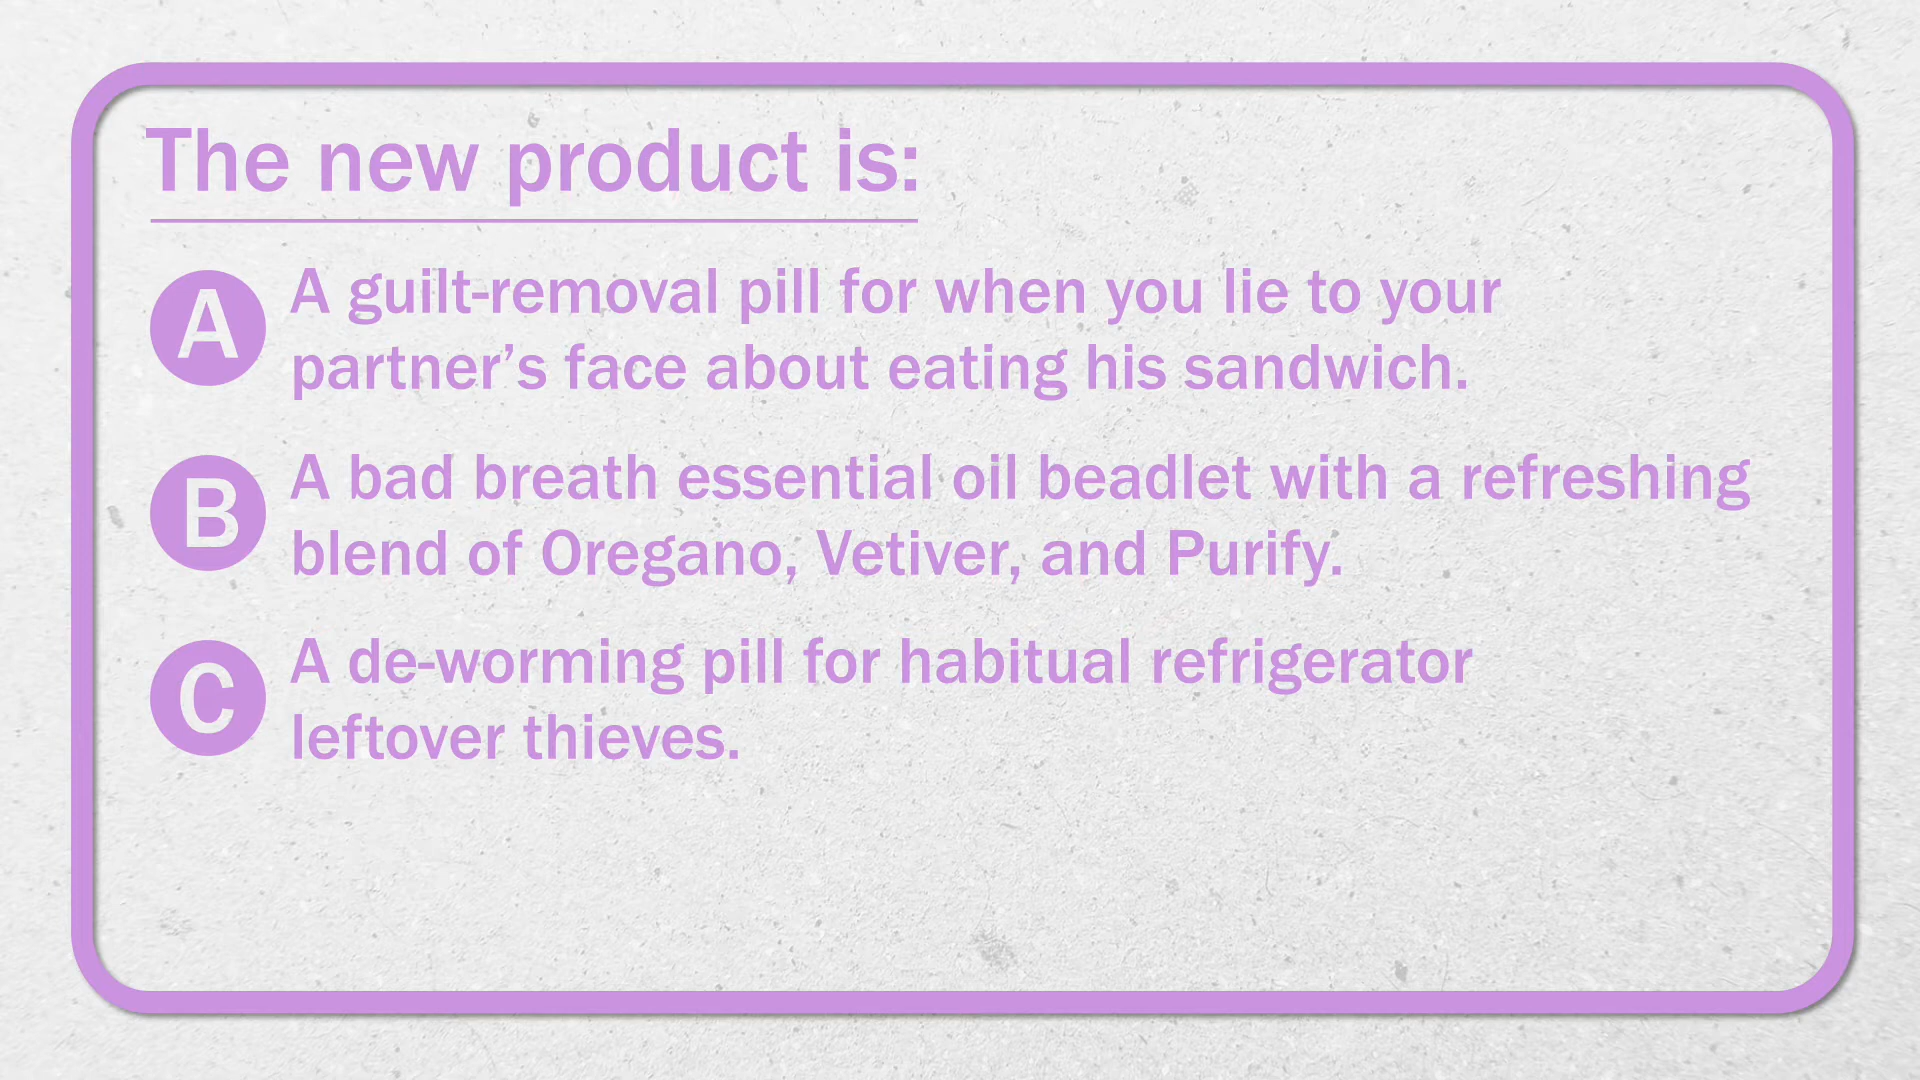 The new product is:
A
A guilt-removal pill for when you lie to your
partner’s face about eating his sandwich.
B
A bad breath essential oil beadlet with a refreshing
blend of Oregano, Vetiver, and Purify.
C
A de-worming pill for habitual refrigerator
leftover thieves.